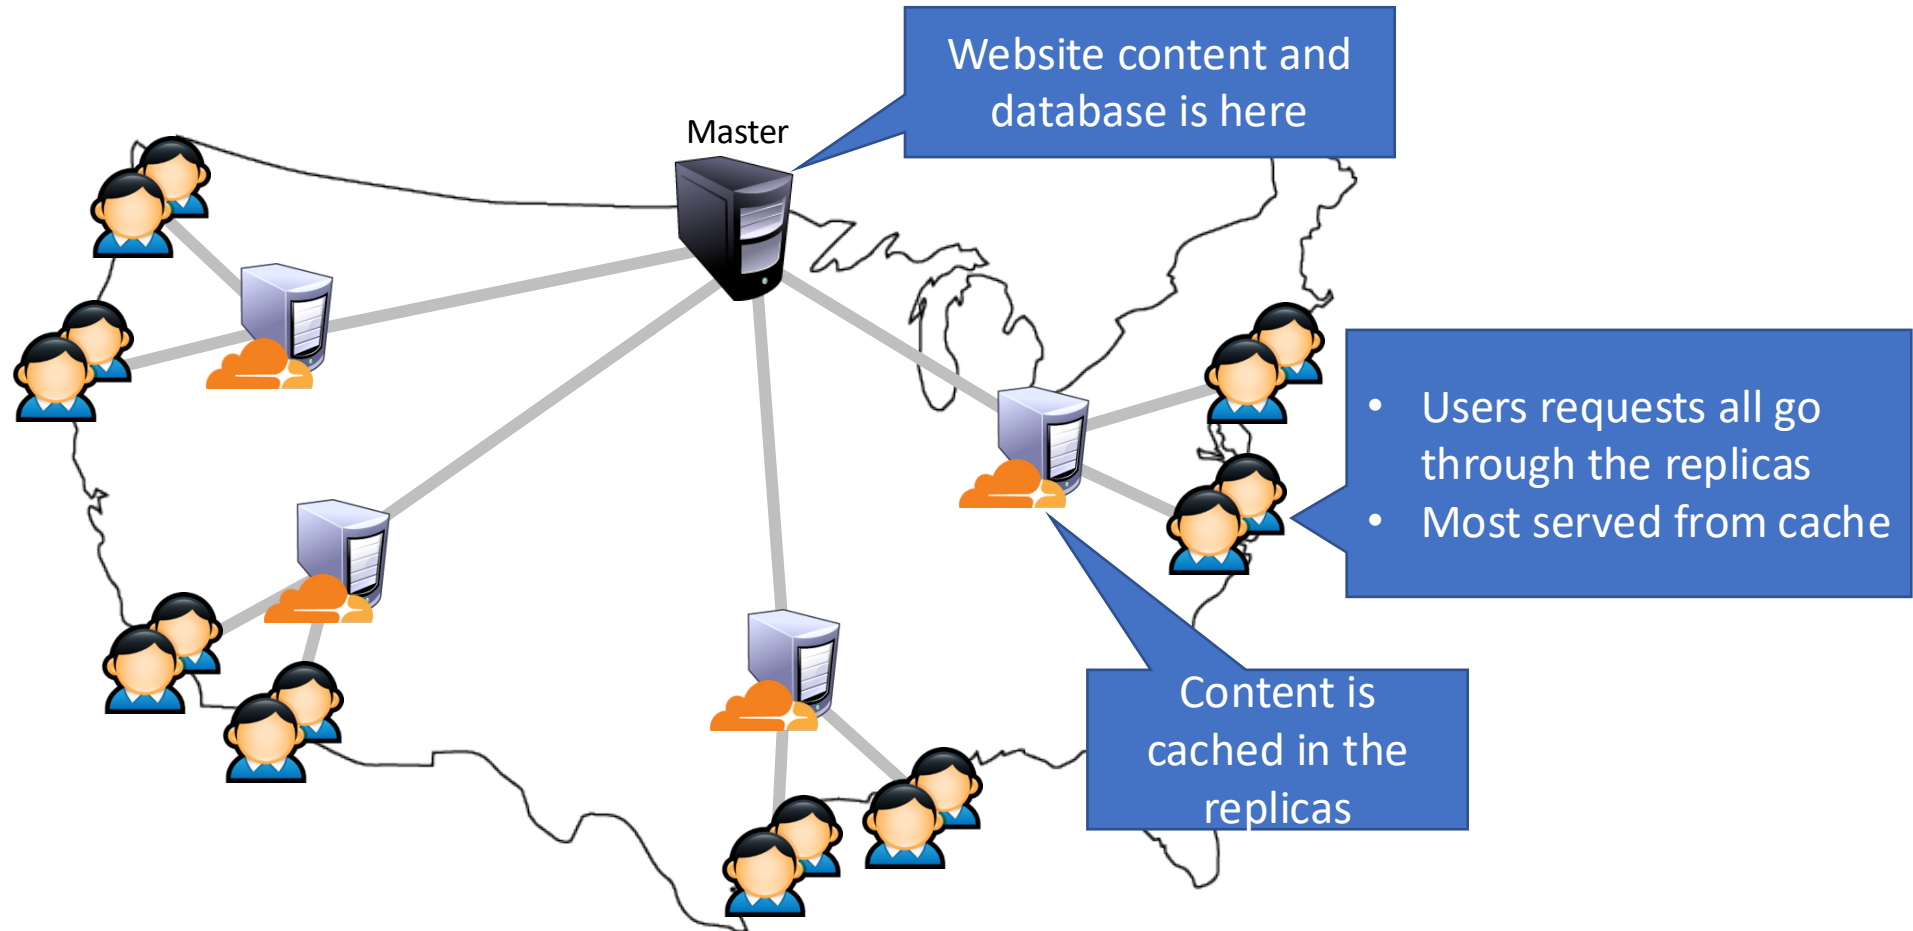 Website content and
database is here
Master
• Users requests all go
through the replicas
• Most served from cache
Content is
cached in the
replicas